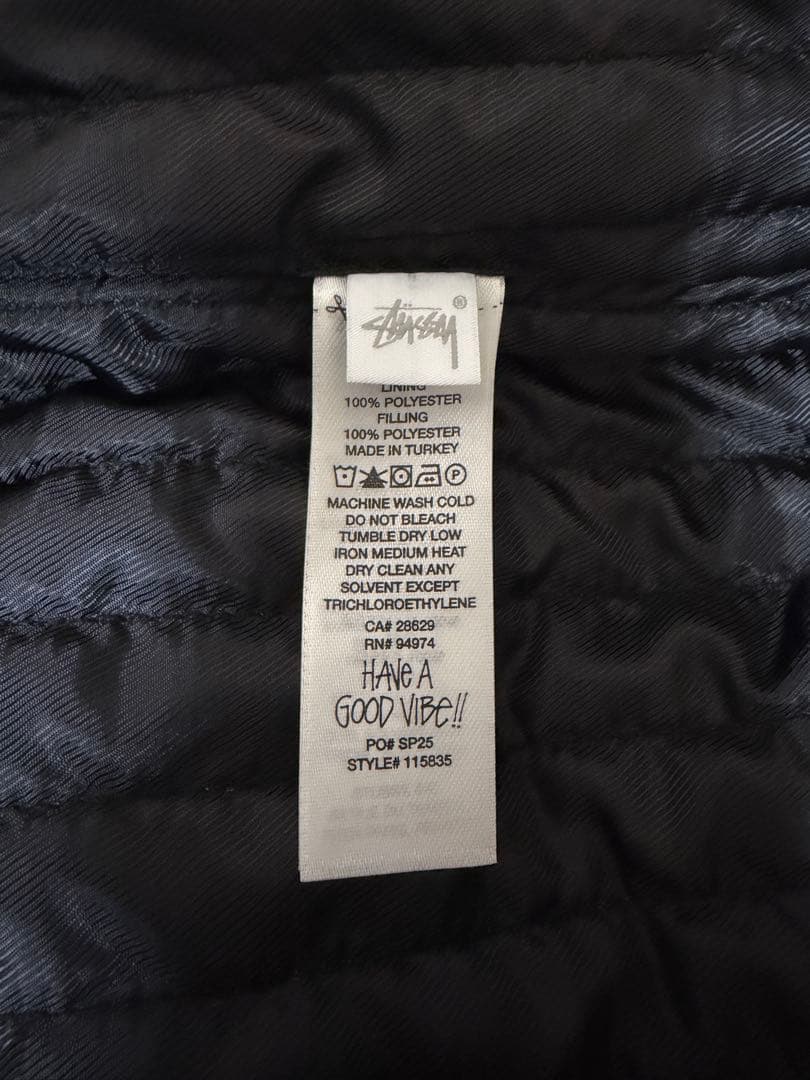 STÜSSY ®
LINING
100% POLYESTER
FILLING
100% POLYESTER
MADE IN TURKEY
P
MACHINE WASH COLD
DO NOT BLEACH
TUMBLE DRY LOW
IRON MEDIUM HEAT
DRY CLEAN ANY
SOLVENT EXCEPT
TRICHLOROETHYLENE
CA# 28629
RN# 94974
HAVE A
GOOD VIBE!!
PO# SP25
STYLE# 115835